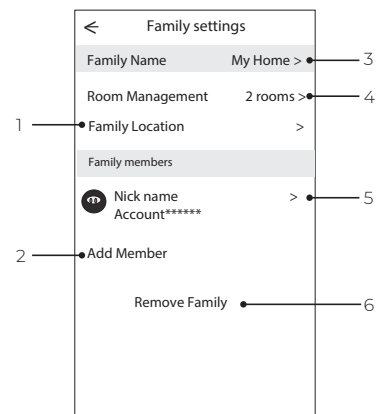 Family settings
Family Name My Home > 3
Room Management 2 rooms > 4
1 Family Location >
Family members
Nick name > 5
Account******
2 Add Member
Remove Family 6